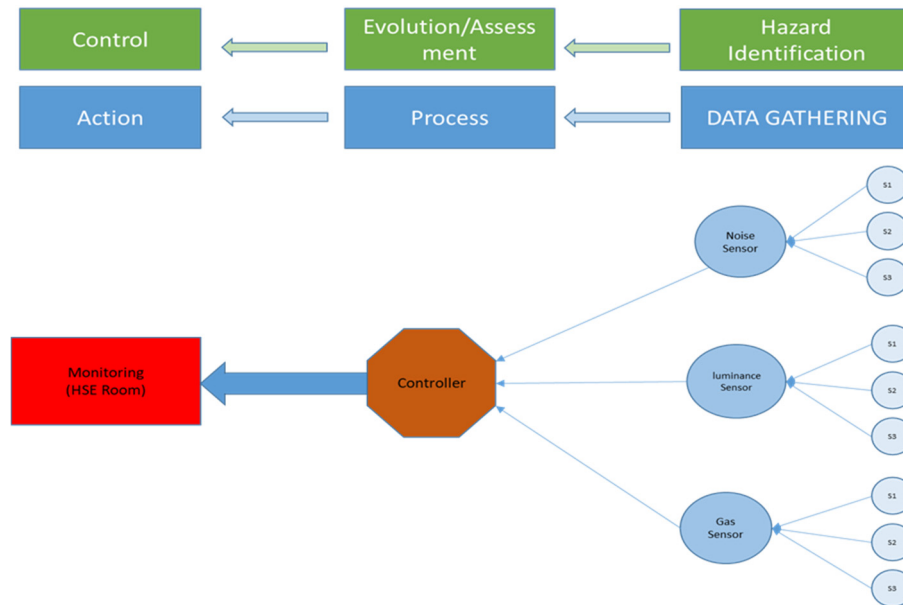 Control
Evolution/Assess
ment
Hazard
Identification
Action
Process
DATA GATHERING
S1
Noise
Sensor
S2
S3
Monitoring
(HSE Room)
Controller
S1
luminance
Sensor
S2
S3
S1
Gas
Sensor
S2
S3